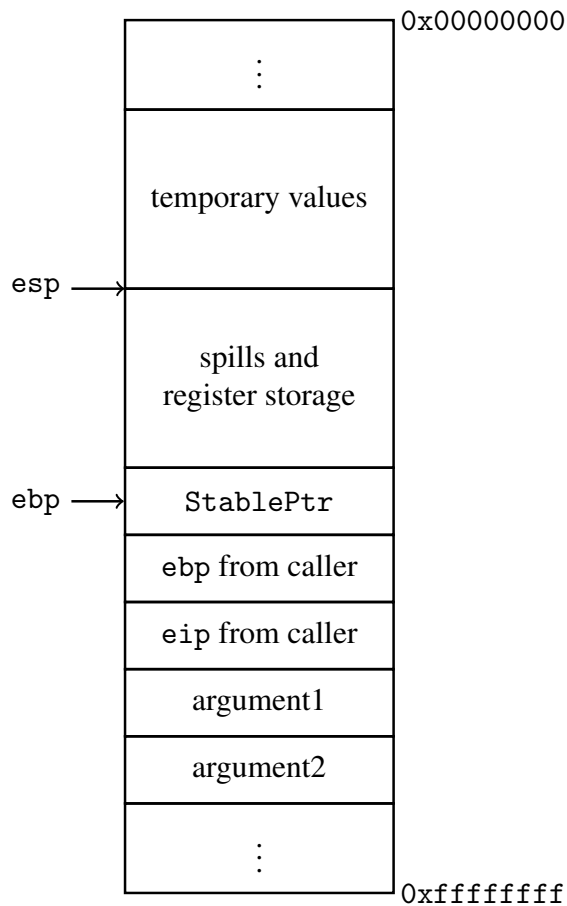 0x00000000
⋮
temporary values
esp
spills and
register storage
ebp
StablePtr
ebp from caller
eip from caller
argument1
argument2
⋮
0xffffffff